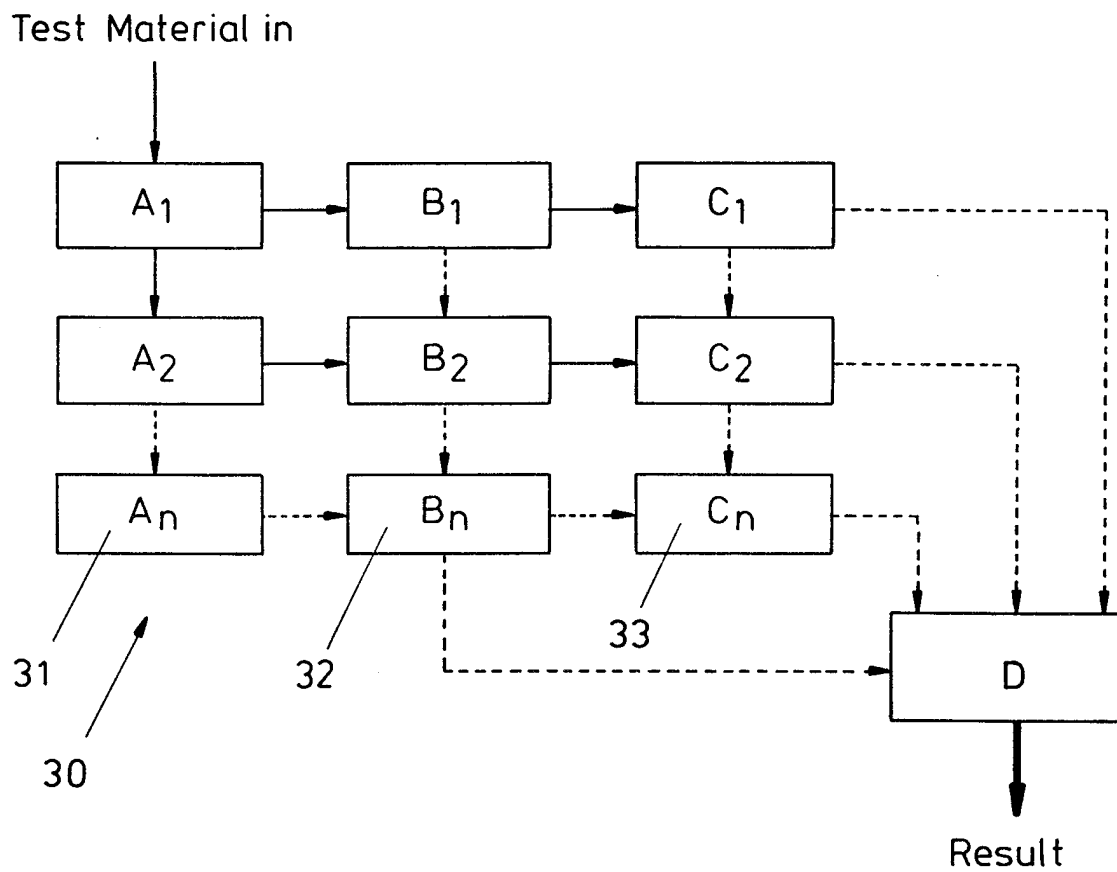 Test Material in
A1
B1
C1
A2
B2
C2
An
Bn
Cn
31
32
33
30
D
Result